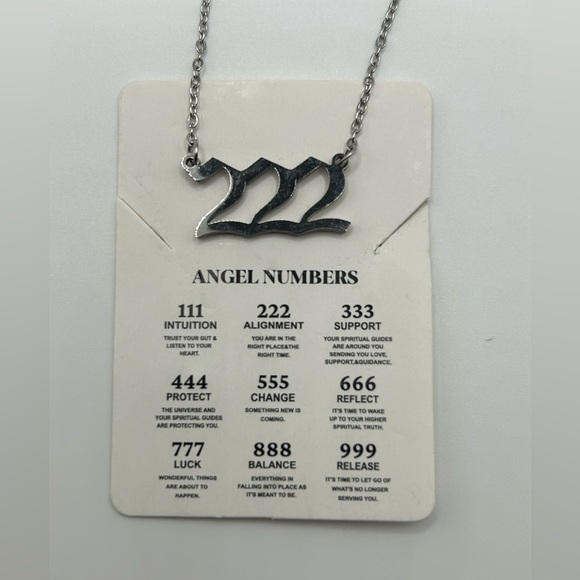 222
ANGEL NUMBERS
111
INTUITION
TRUST YOUR GUT &
LISTEN TO YOUR
HEART.
222
ALIGNMENT
YOU ARE IN THE
RIGHT PLACE&THE
RIGHT TIME.
333
SUPPORT
YOUR SPIRITUAL GUIDES
ARE AROUND YOU
SENDING YOU LOVE,
SUPPORT,&GUIDANCE.
444
PROTECT
THE UNIVERSE AND
YOUR SPIRITUAL GUIDES
ARE PROTECTING YOU.
555
CHANGE
SOMETHING NEW IS
COMING.
666
REFLECT
IT'S TIME TO WAKE
UP TO YOUR HIGHER
SPIRITUAL TRUTH.
777
LUCK
WONDERFUL THINGS
ARE ABOUT TO
HAPPEN.
888
BALANCE
EVERYTHING IN
FALLING INTO PLACE AS
IT'S MEANT TO BE.
999
RELEASE
IT'S TIME TO LET GO OF
WHAT'S NO LONGER
SERVING YOU.